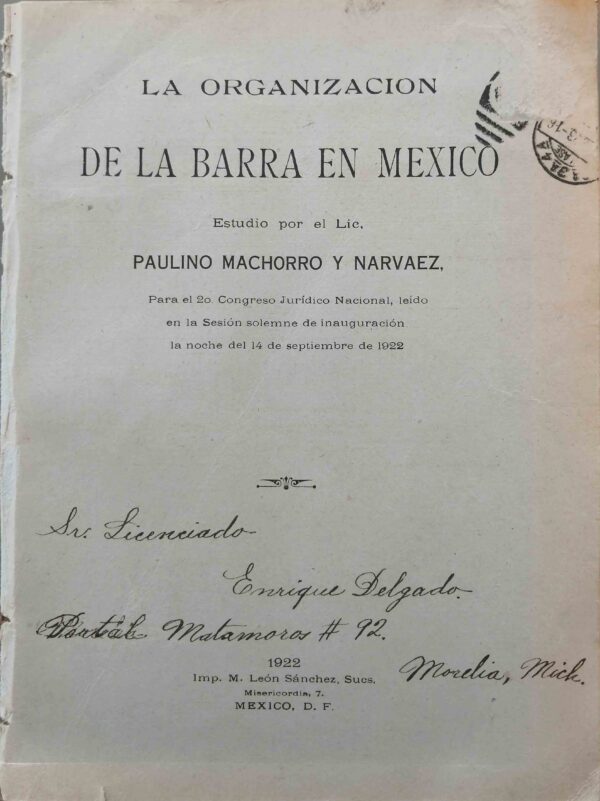 LA ORGANIZACION
DE LA BARRA EN MEXICO
Estudio por el Lic.
PAULINO MACHORRO Y NARVAEZ,
Para el 2o. Congreso Jurídico Nacional, leído
en la Sesión solemne de inauguración
la noche del 14 de septiembre de 1922
Sr. Licenciado
Enrique Delgado.
Matamoros # 92.
Morelia, Mich.
1922
Imp. M. León Sánchez, Sucs.
Misericordia, 7.
MEXICO, D. F.